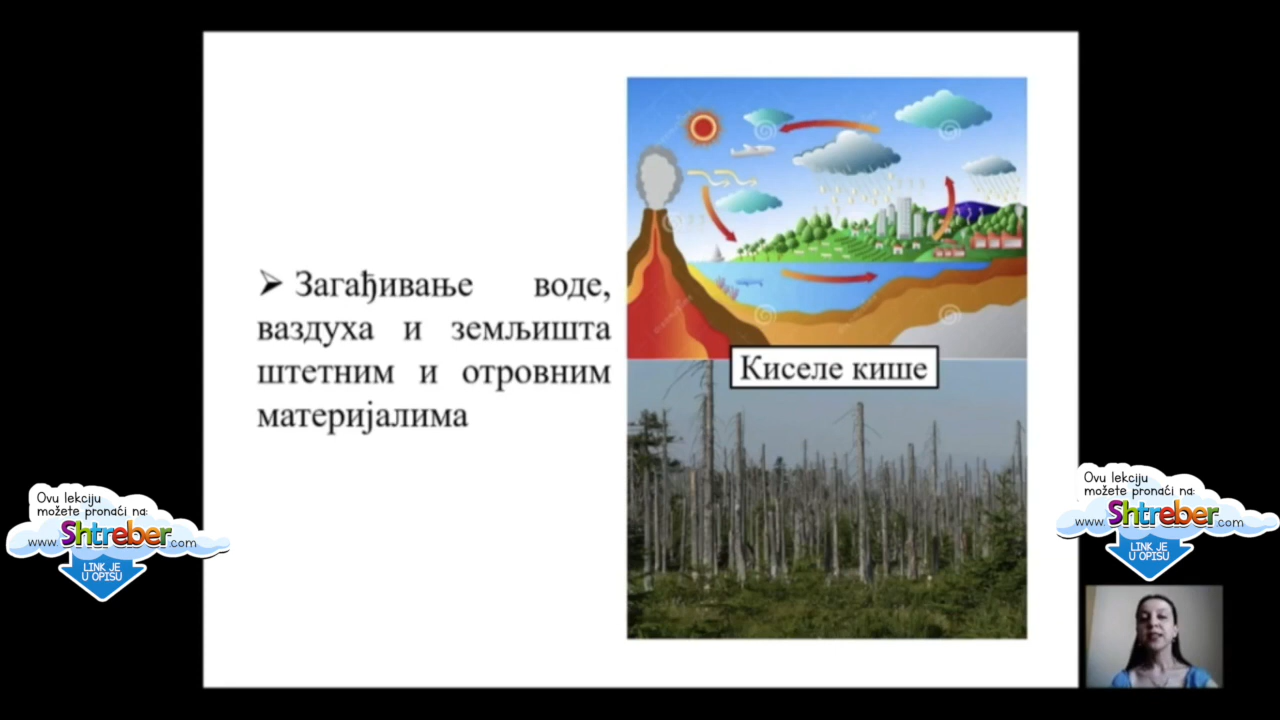 ➢ Загађивање воде,
ваздуха и земљишта
штетним и отровним
материјалима
Киселе кише
Ovu lekciju
možete pronaći na:
www.Shtreber.com
LINK JE
U OPISU
Ovu lekciju
možete pronaći na:
www.Shtreber.com
LINK JE
U OPISU